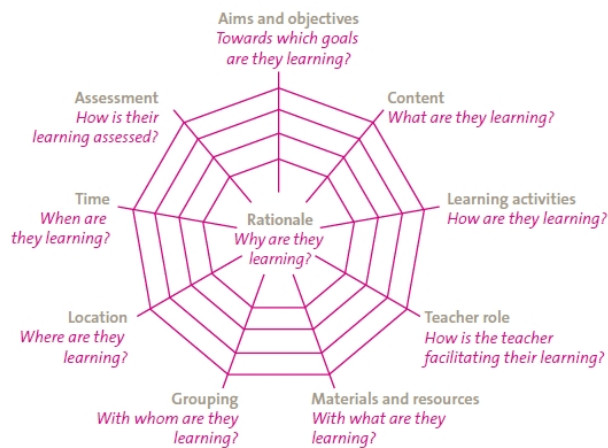 Aims and objectives
Towards which goals
are they learning?
Assessment
How is their
learning assessed?
Content
What are they learning?
Time
When are
they learning?
Rationale
Why are they
learning?
Learning activities
How are they learning?
Location
Where are they
learning?
Teacher role
How is the teacher
facilitating their learning?
Grouping
With whom are they
learning?
Materials and resources
With what are they
learning?